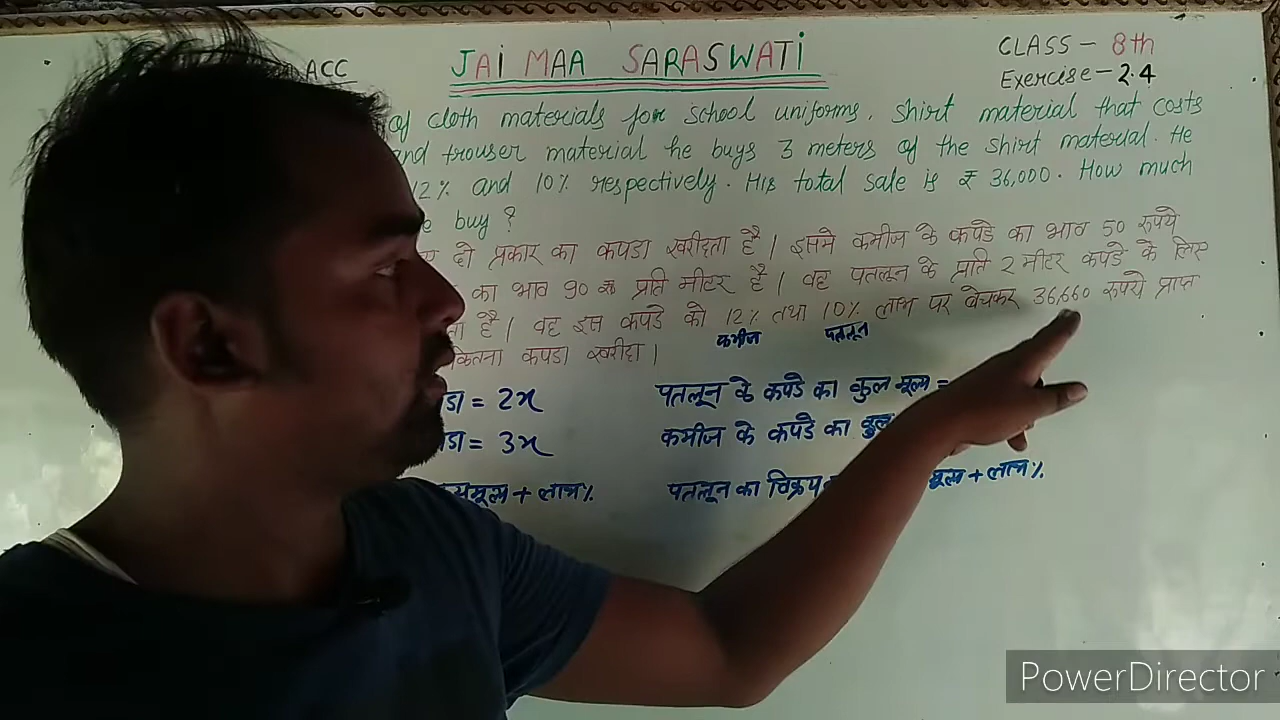 ACC
JAI MAA SARASWATI
CLASS - 8th
Exercise - 2.4
of cloth materials for school uniforms, shirt material that costs
and trouser material he buys 3 meters of the shirt material. He
12% and 10% respectively. His total sale is ₹ 36,000. How much
buy ?
दो प्रकार का कपडा खरीदता है। इसमे कमीज के कपडे का भाव 50 रुपये
का भाव 90 रू प्रति मीटर है। वह पतलून के प्रति 2 मीटर कपडे के लिए
है। वह इस कपडे को 12% तथा 10% लाभ पर बेचकर 36,660 रुपये प्राप्त
कमीज पतलून
कितना कपडा खरीदा।
= 2x
पतलून के कपडे का कुल मूल्य =
= 3x
कमीज के कपडे का कुल
मूल्य + लाभ%
पतलून का विक्रय मूल्य + लाभ%
PowerDirector